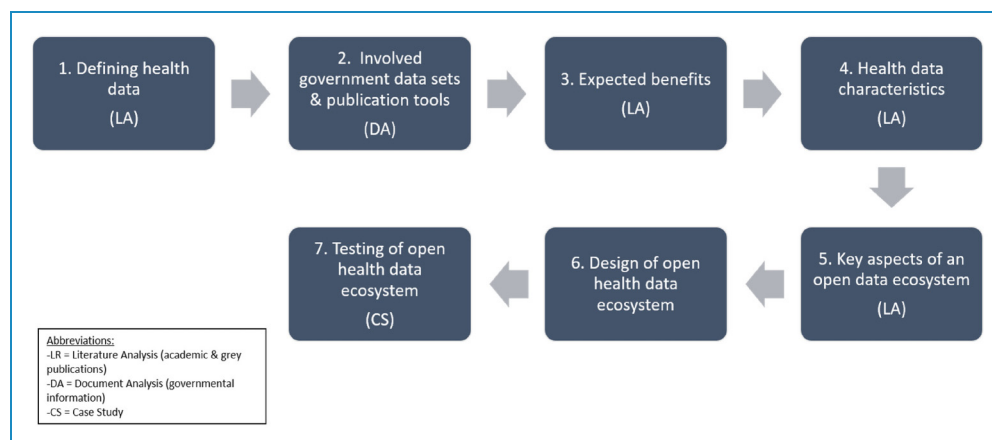 1. Defining health
data
(LA)
2. Involved
government data sets
& publication tools
(DA)
3. Expected benefits
(LA)
4. Health data
characteristics
(LA)
5. Key aspects of an
open data ecosystem
(LA)
6. Design of open
health data
ecosystem
7. Testing of open
health data
ecosystem
(CS)
Abbreviations:
-LR = Literature Analysis (academic & grey
publications)
-DA = Document Analysis (governmental
information)
-CS = Case Study